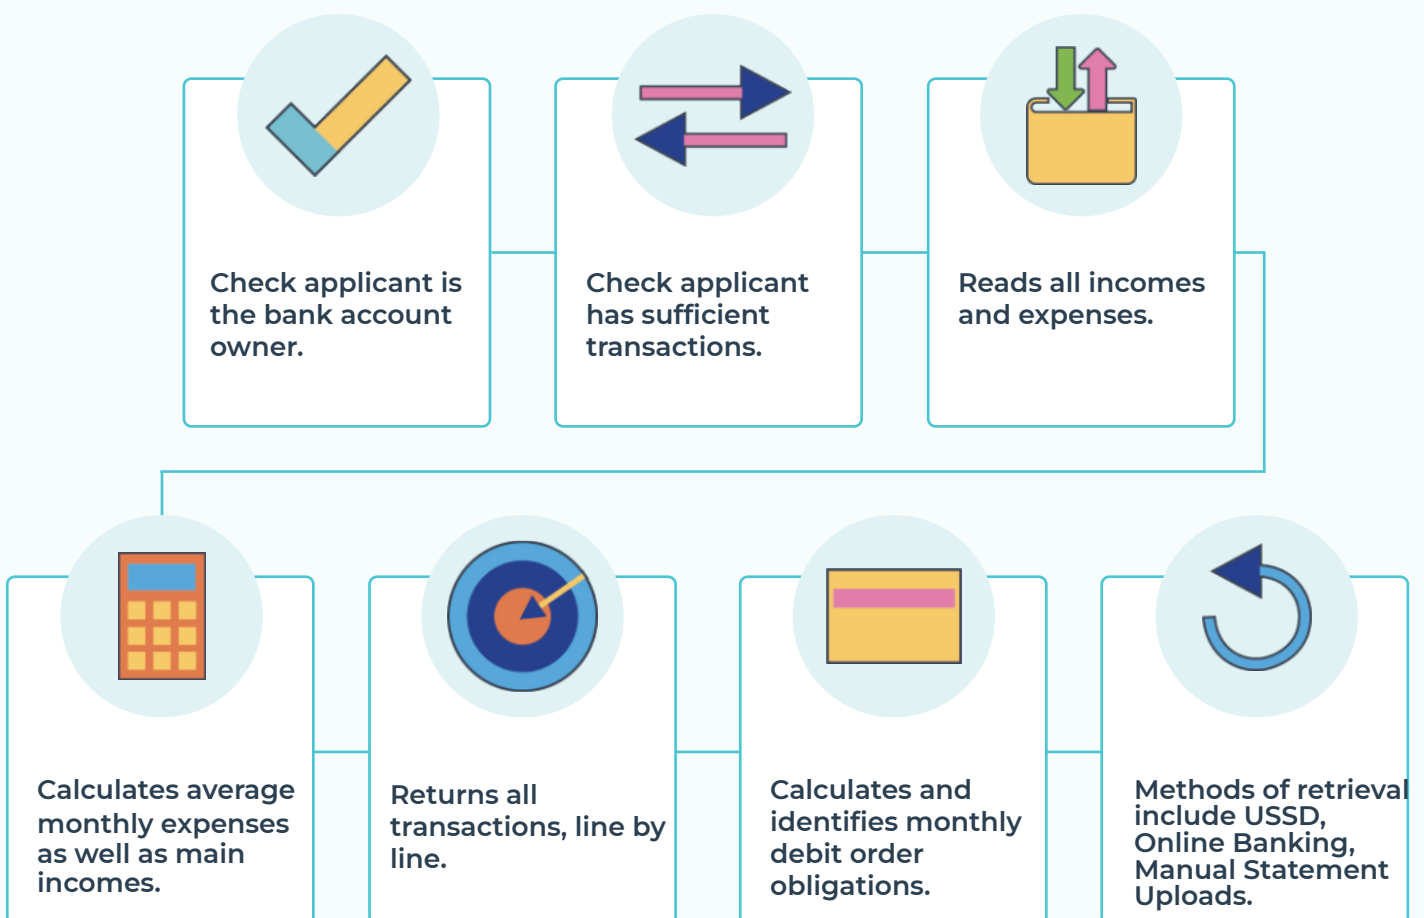 Check applicant is
the bank account
owner.
Check applicant
has sufficient
transactions.
Reads all incomes
and expenses.
Calculates average
monthly expenses
as well as main
incomes.
Returns all
transactions, line by
line.
Calculates and
identifies monthly
debit order
obligations.
Methods of retrieval
include USSD,
Online Banking,
Manual Statement
Uploads.